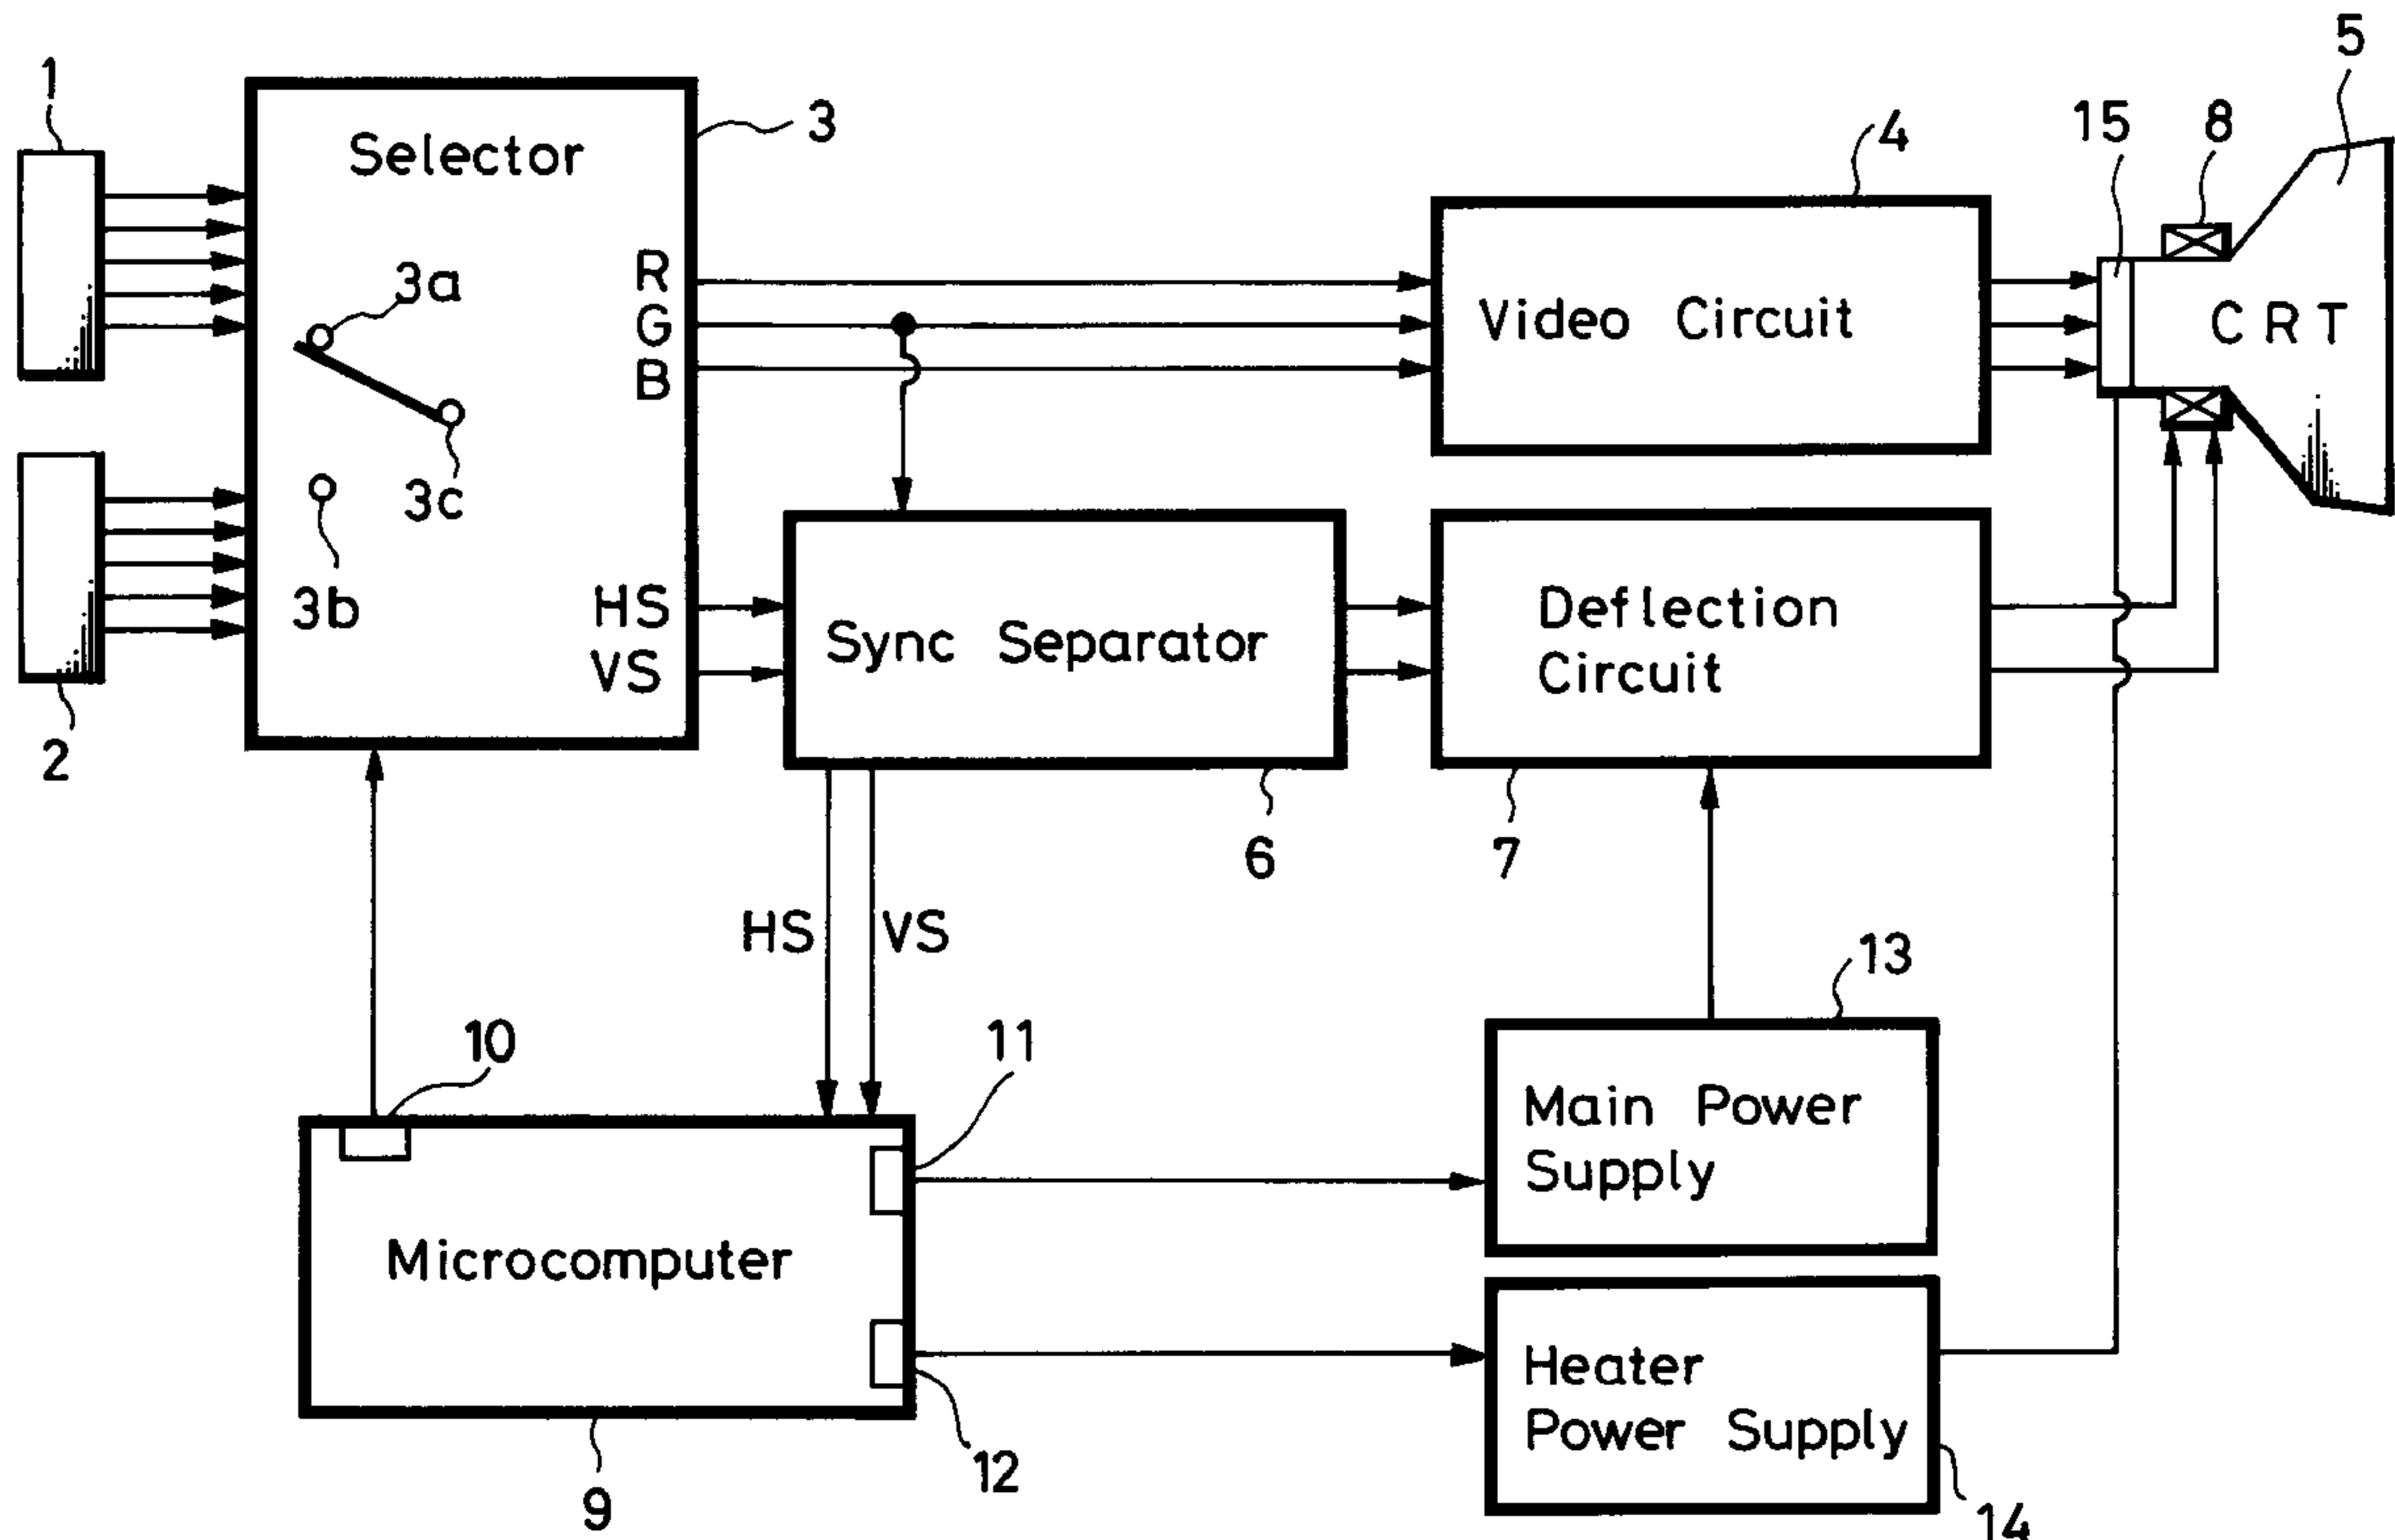 5
1
3
15
8
4
Selector
3a
R
G
B
Video Circuit
CRT
3c
3b
HS
VS
Sync Separator
Deflection
Circuit
2
6
7
HS
VS
13
10
11
Main Power
Supply
Microcomputer
Heater
Power Supply
12
9
14